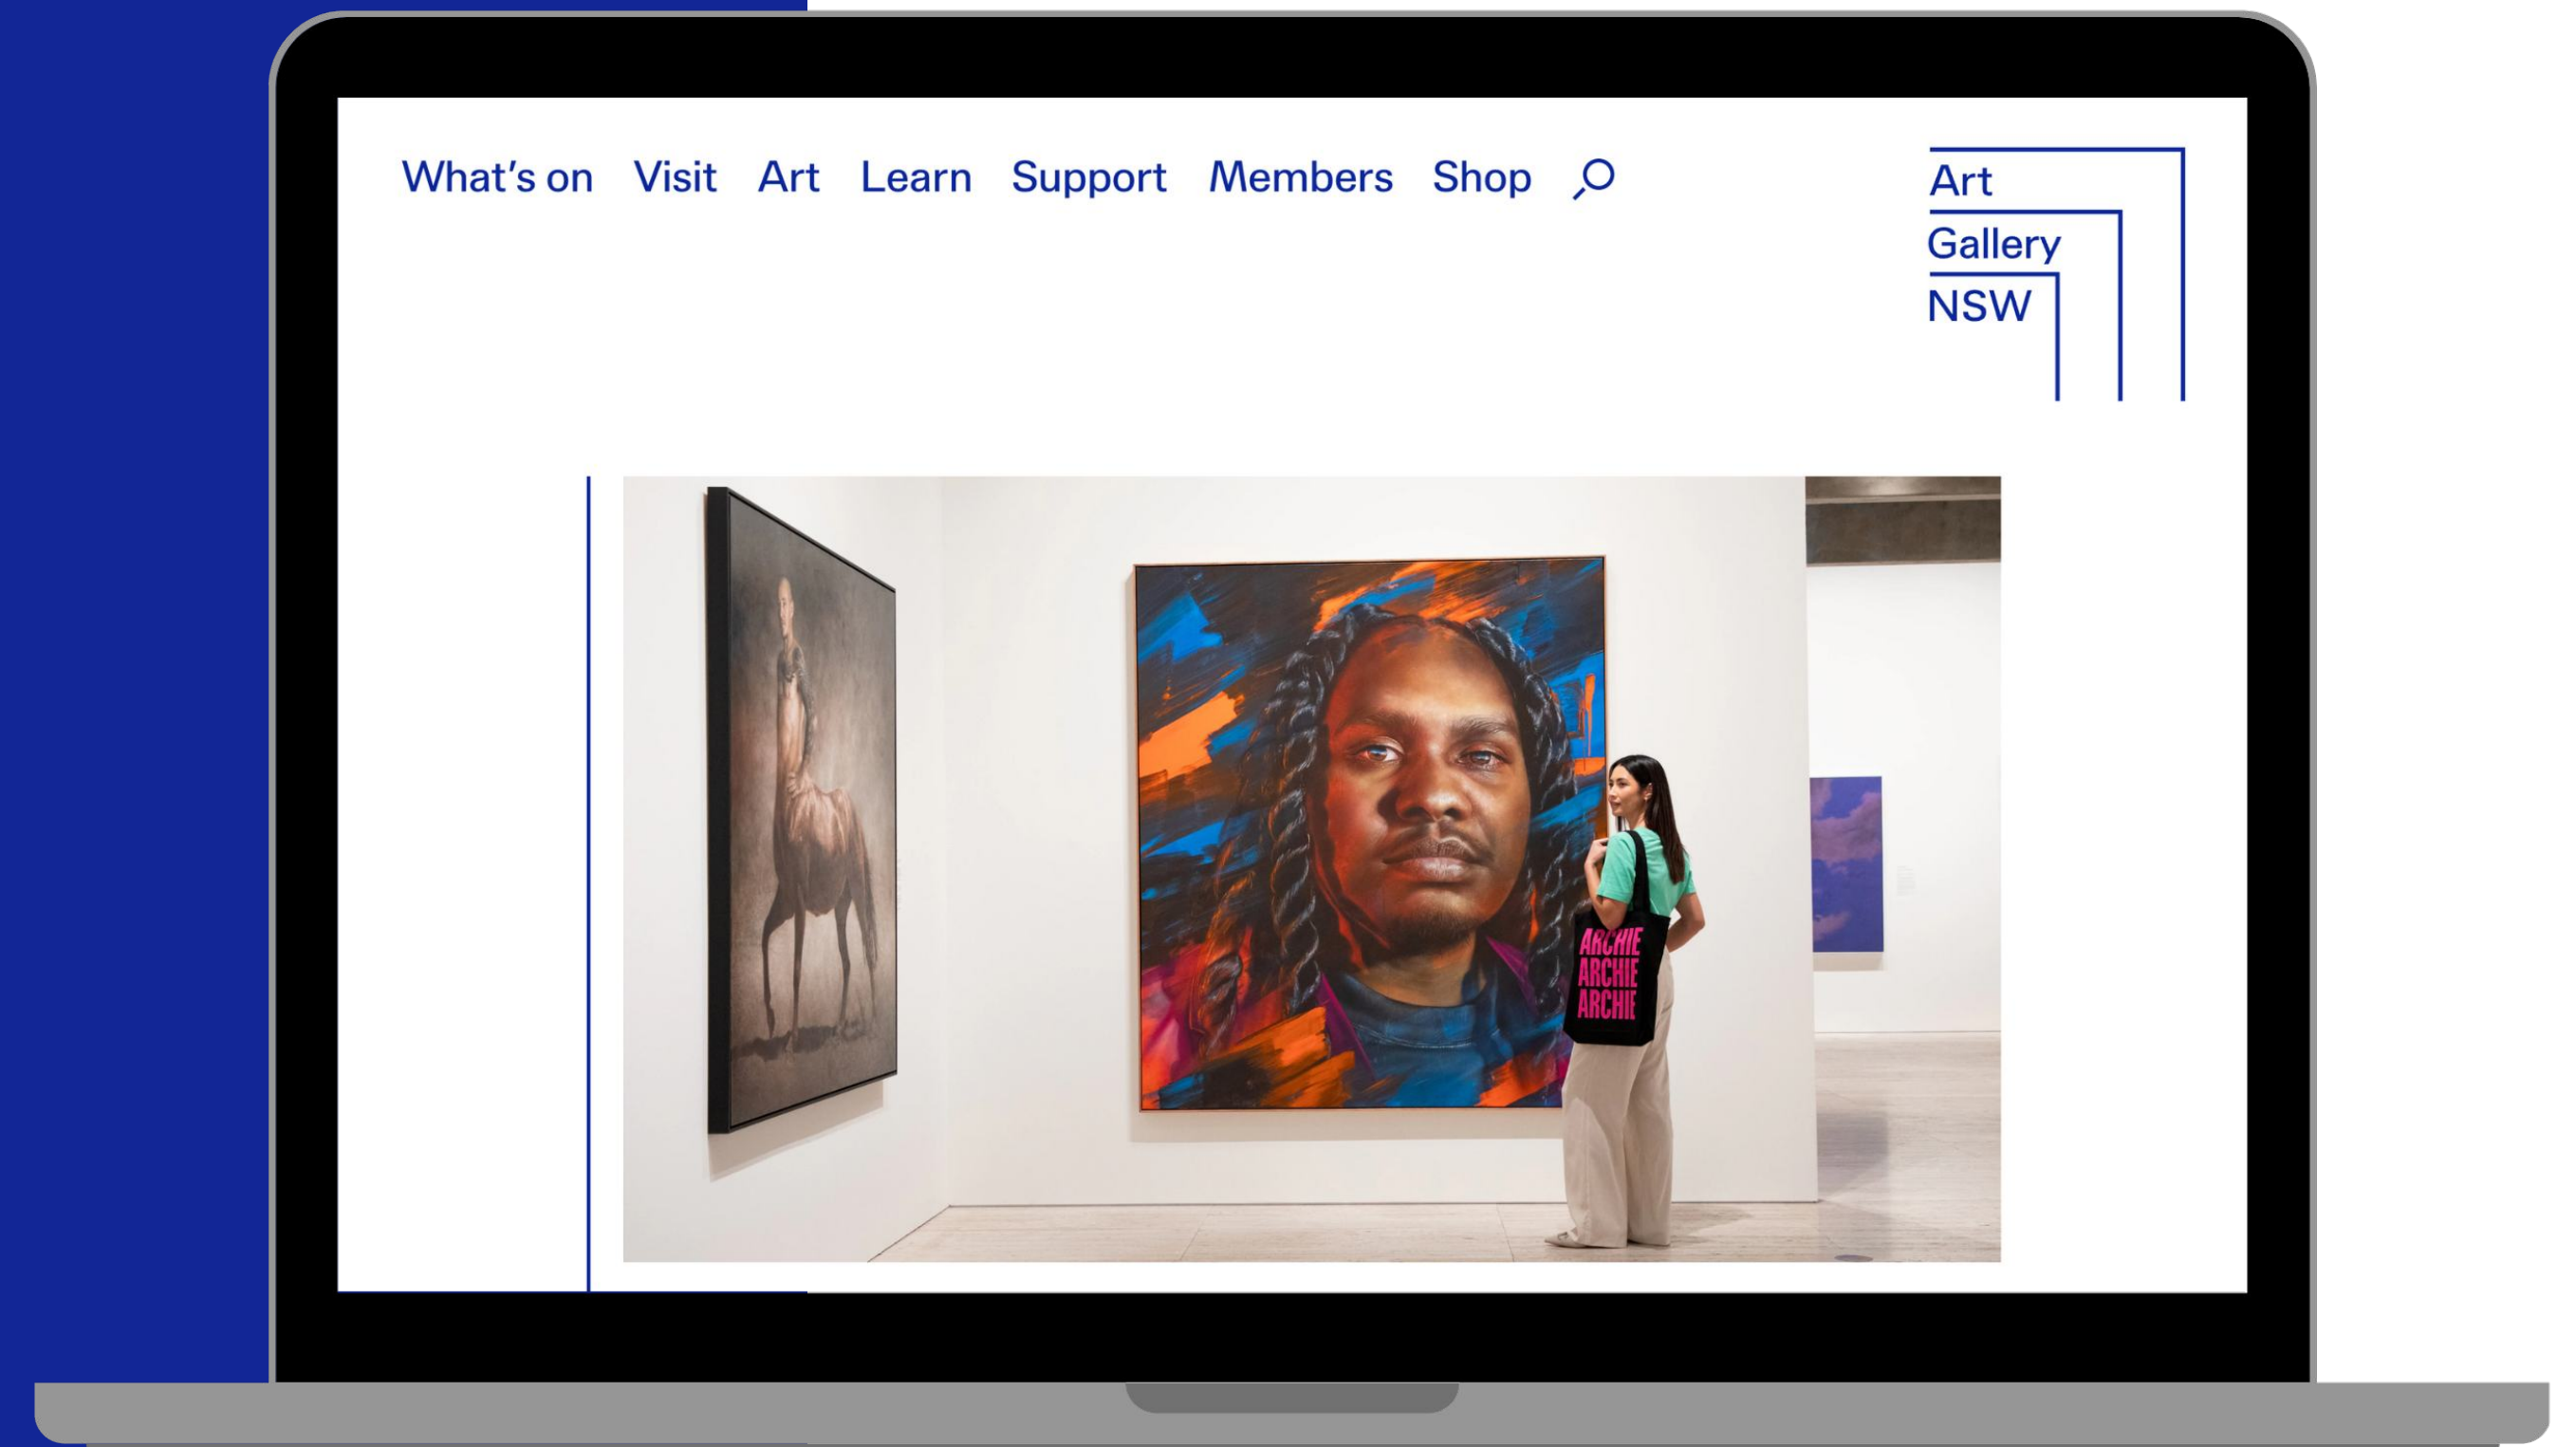 What's on Visit Art Learn Support Members Shop
Art
Gallery
NSW
ARCHIE
ARCHIE
ARCHIE